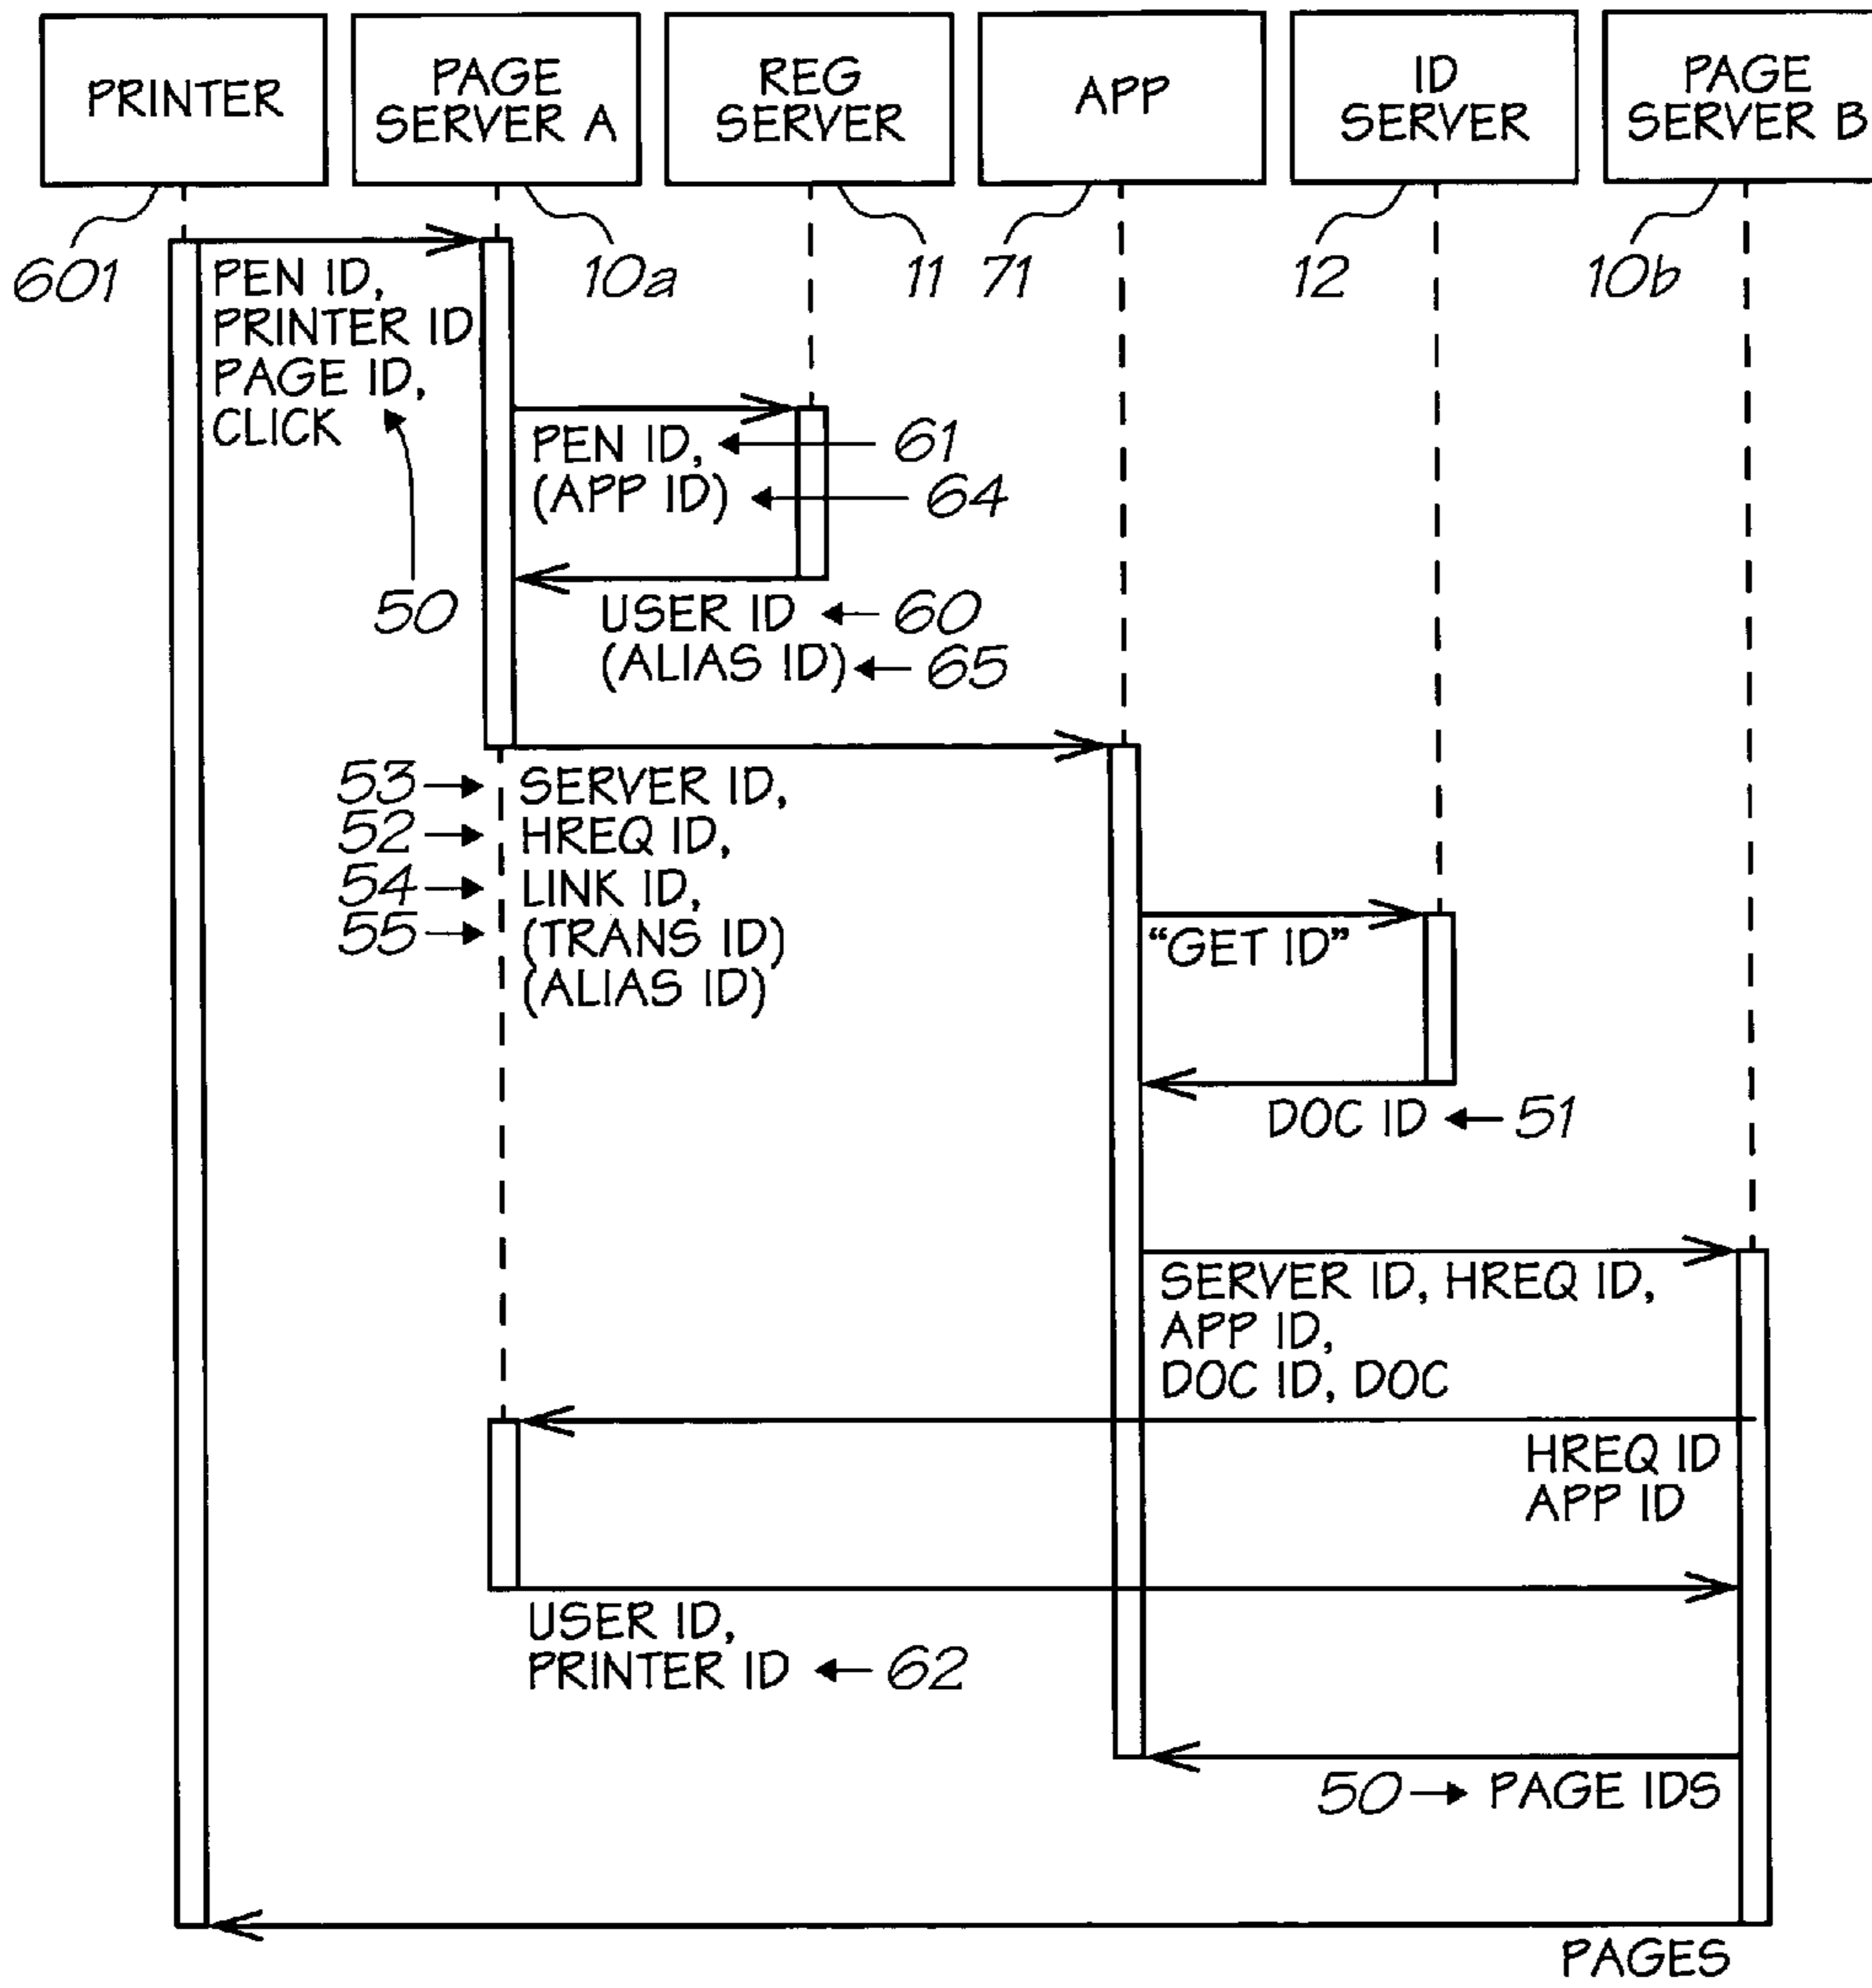 PRINTER
PAGE
SERVER A
REG
SERVER
APP
ID
SERVER
PAGE
SERVER B
601
10a
11
71
12
10b
PEN ID,
PRINTER ID
PAGE ID,
CLICK
50
PEN ID,
61
(APP ID)
64
USER ID
60
(ALIAS ID)
65
53
SERVER ID,
52
HREQ ID,
54
LINK ID,
55
(TRANS ID)
(ALIAS ID)
“GET ID”
DOC ID
51
SERVER ID, HREQ ID,
APP ID,
DOC ID, DOC
HREQ ID
APP ID
USER ID,
PRINTER ID
62
50
PAGE IDS
PAGES